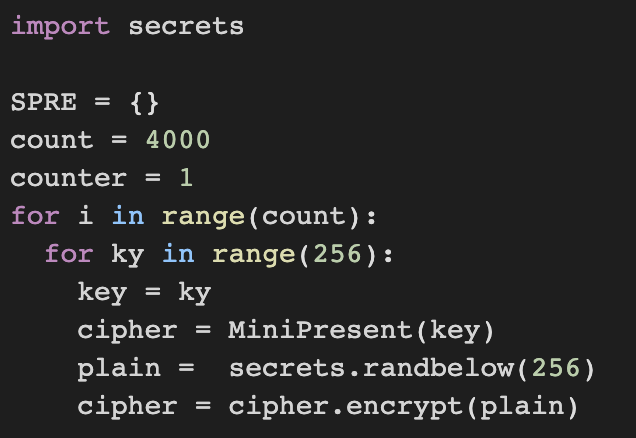 import secrets

SPRE = {}
count = 4000
counter = 1
for i in range(count):
  for ky in range(256):
    key = ky
    cipher = MiniPresent(key)
    plain =  secrets.randbelow(256)
    cipher = cipher.encrypt(plain)